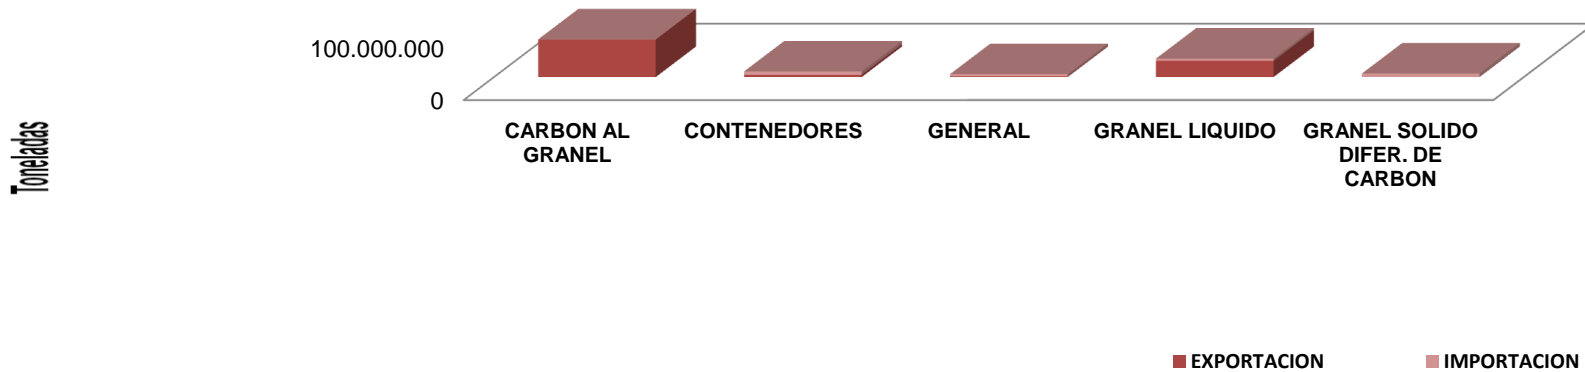 100.000.000
0
Toneladas
CARBON AL
GRANEL
CONTENEDORES
GENERAL
GRANEL LIQUIDO
GRANEL SOLIDO
DIFER. DE
CARBON
EXPORTACION
IMPORTACION